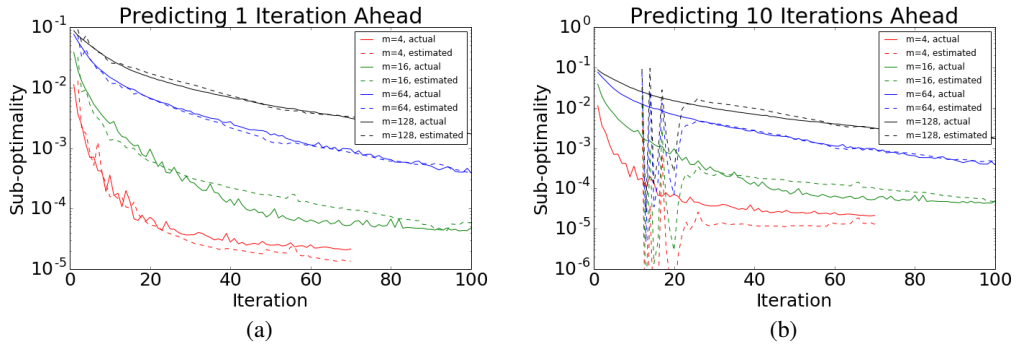 Predicting 1 Iteration Ahead
Sub-optimality
10^-1
10^-2
10^-3
10^-4
10^-5
m=4, actual
m=4, estimated
m=16, actual
m=16, estimated
m=64, actual
m=64, estimated
m=128, actual
m=128, estimated
0 20 40 60 80 100
Iteration
(a)
Predicting 10 Iterations Ahead
Sub-optimality
10^0
10^-1
10^-2
10^-3
10^-4
10^-5
10^-6
m=4, actual
m=4, estimated
m=16, actual
m=16, estimated
m=64, actual
m=64, estimated
m=128, actual
m=128, estimated
0 20 40 60 80 100
Iteration
(b)